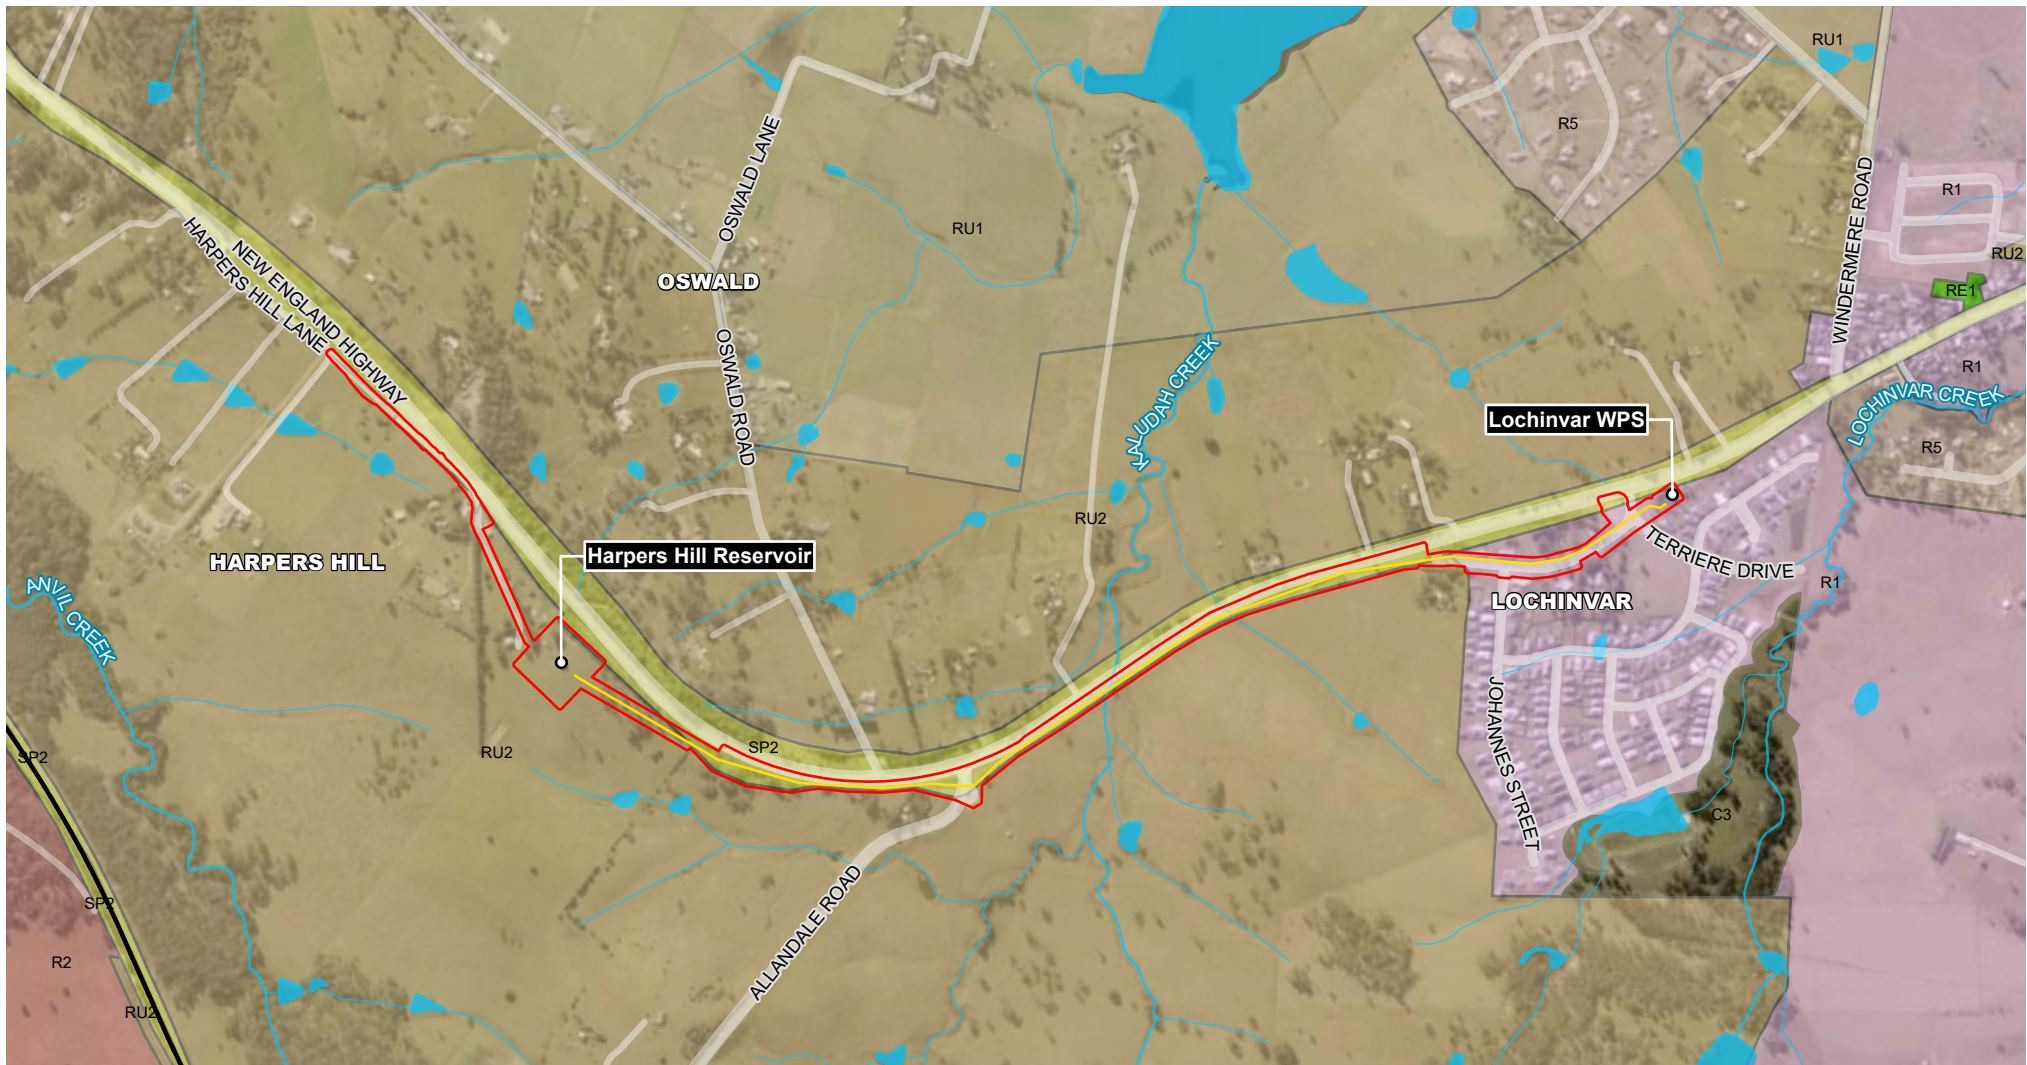 RU1
R5
OSWALD LANE
WINDERMERE ROAD
R1
RU1
HARPERS HILL LANE
NEW ENGLAND HIGHWAY
RU2
OSWALD
RE1
OSWALD ROAD
KALUDAH CREEK
R1
LOCHINVAR CREEK
Lochinvar WPS
R5
RU2
TERRIERE DRIVE
Harpers Hill Reservoir
HARPERS HILL
ANVIL CREEK
R1
LOCHINVAR
JOHANNES STREET
SP2
RU2
SP2
C3
ALLANDALE ROAD
SP2
R2
RU2